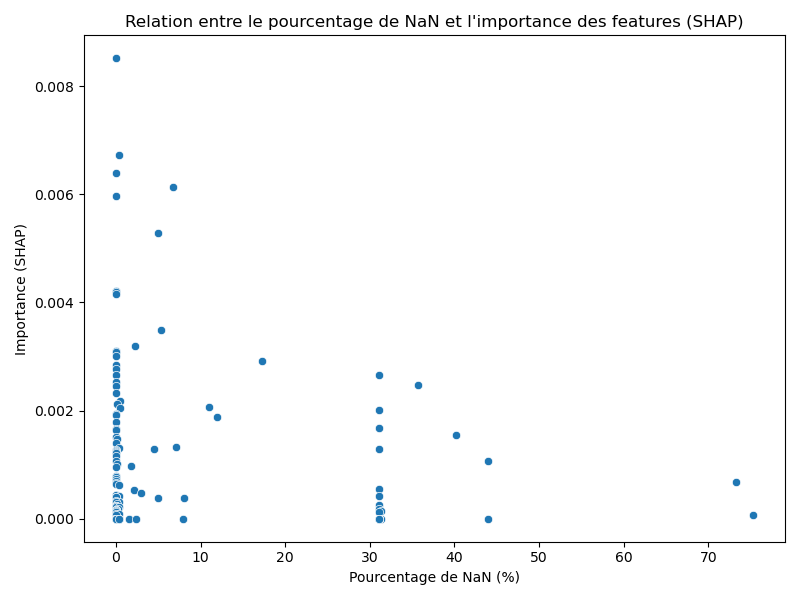 Relation entre le pourcentage de NaN et l'importance des features (SHAP)
Importance (SHAP)
0.008
0.006
0.004
0.002
0.000
0 10 20 30 40 50 60 70
Pourcentage de NaN (%)